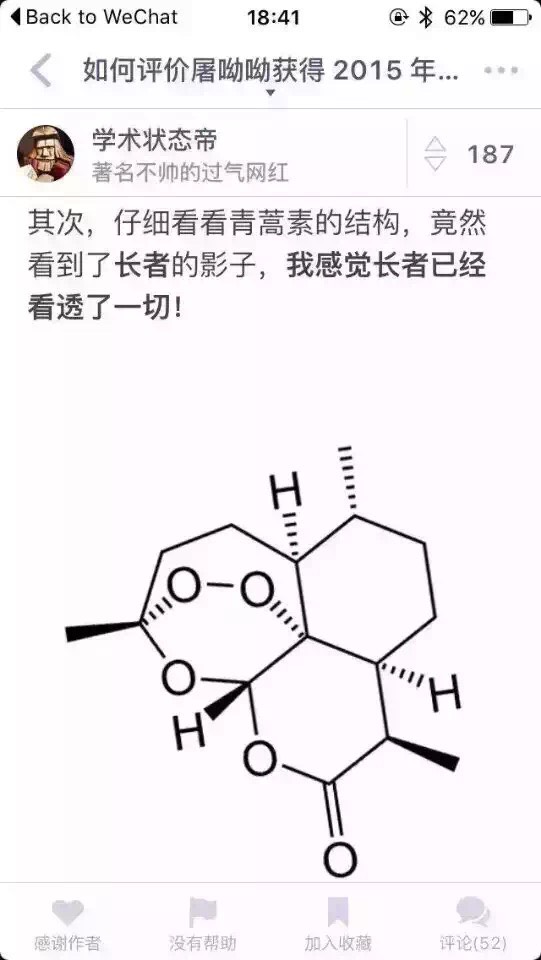 Back to WeChat 18:41 62%
如何评价屠呦呦获得 2015 年...
学术状态帝
著名不帅的过气网红
187
其次，仔细看看青蒿素的结构，竟然
看到了长者的影子，我感觉长者已经
看透了一切！
H
O O
O
H
H
O
O
感谢作者 没有帮助 加入收藏 评论(52)